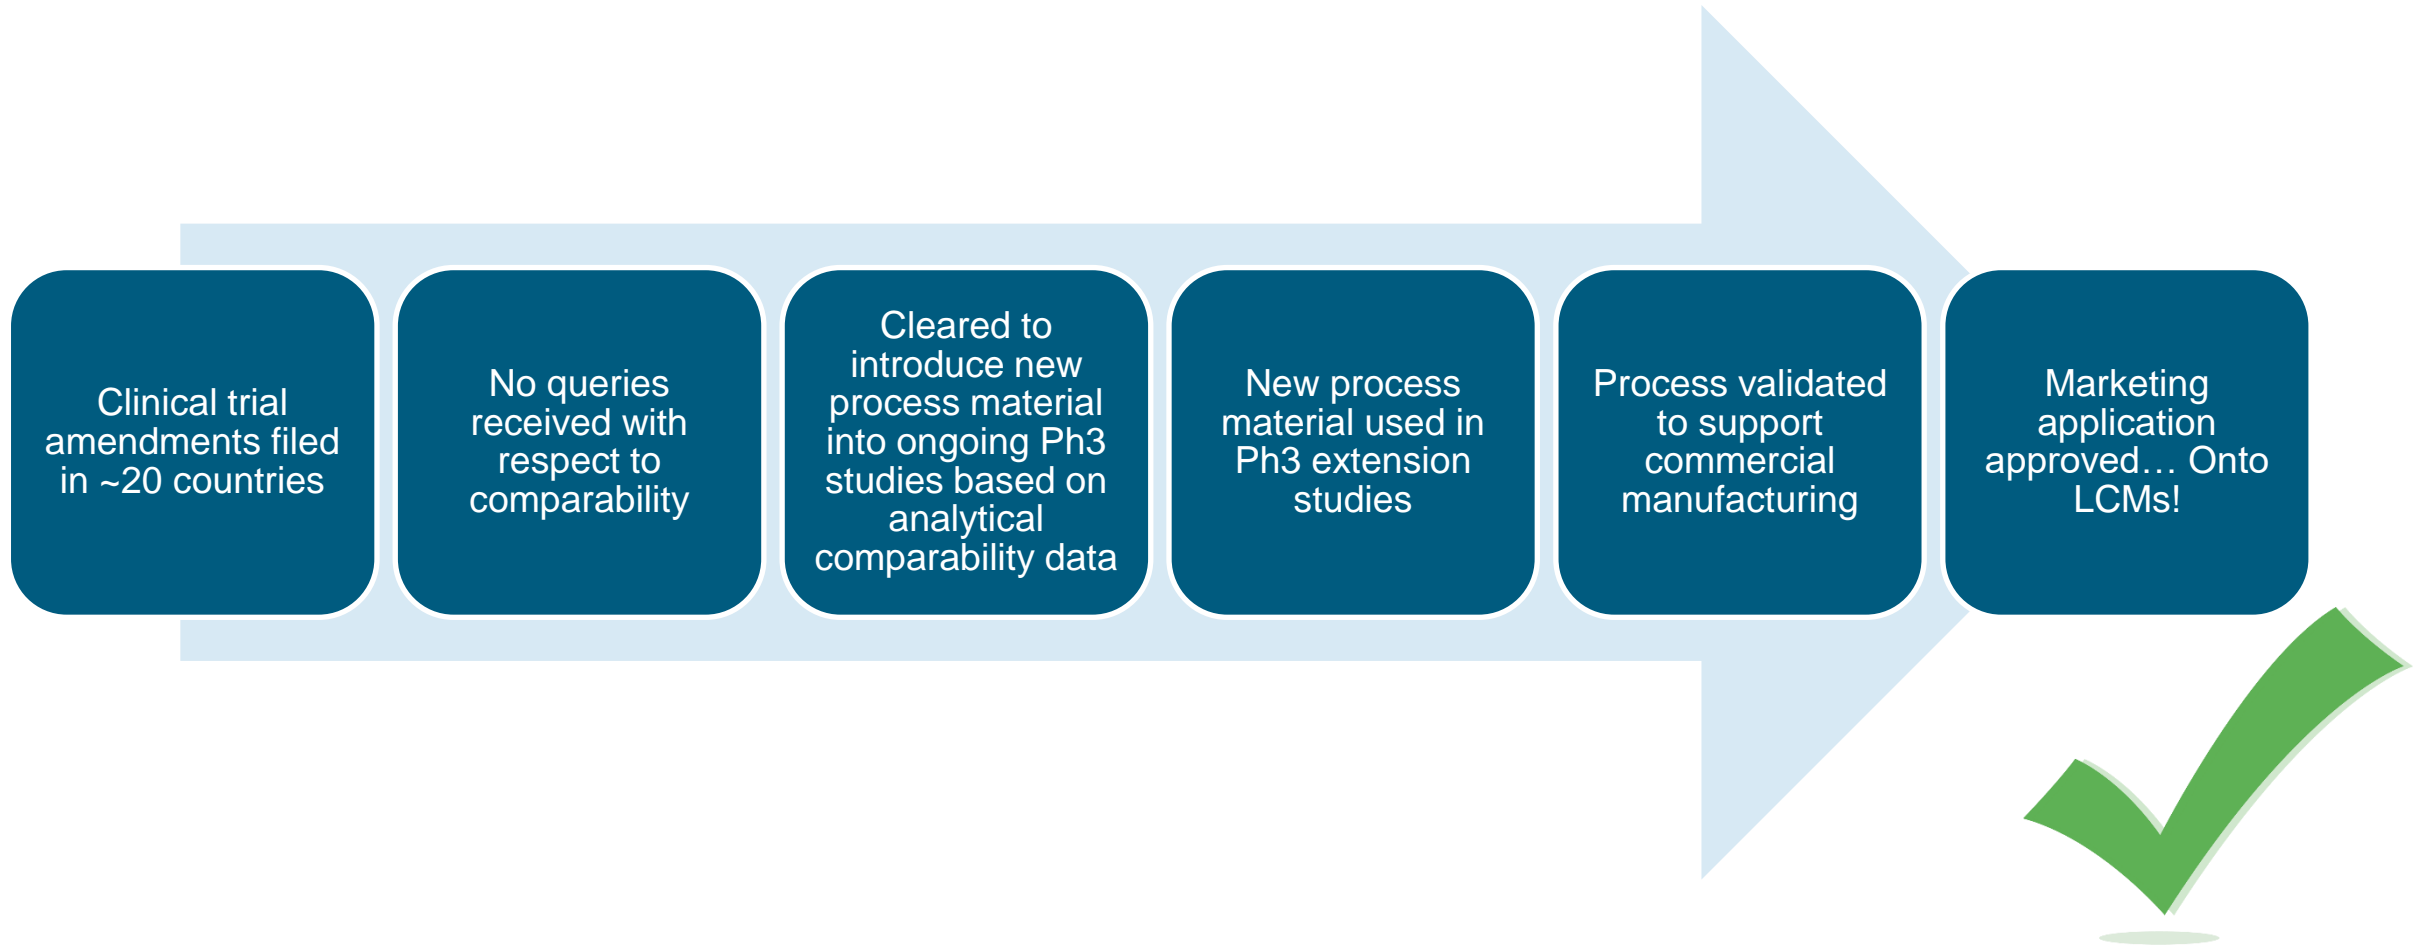 Clinical trial
amendments filed
in ~20 countries
No queries
received with
respect to
comparability
Cleared to
introduce new
process material
into ongoing Ph3
studies based on
analytical
comparability data
New process
material used in
Ph3 extension
studies
Process validated
to support
commercial
manufacturing
Marketing
application
approved… Onto
LCMs!